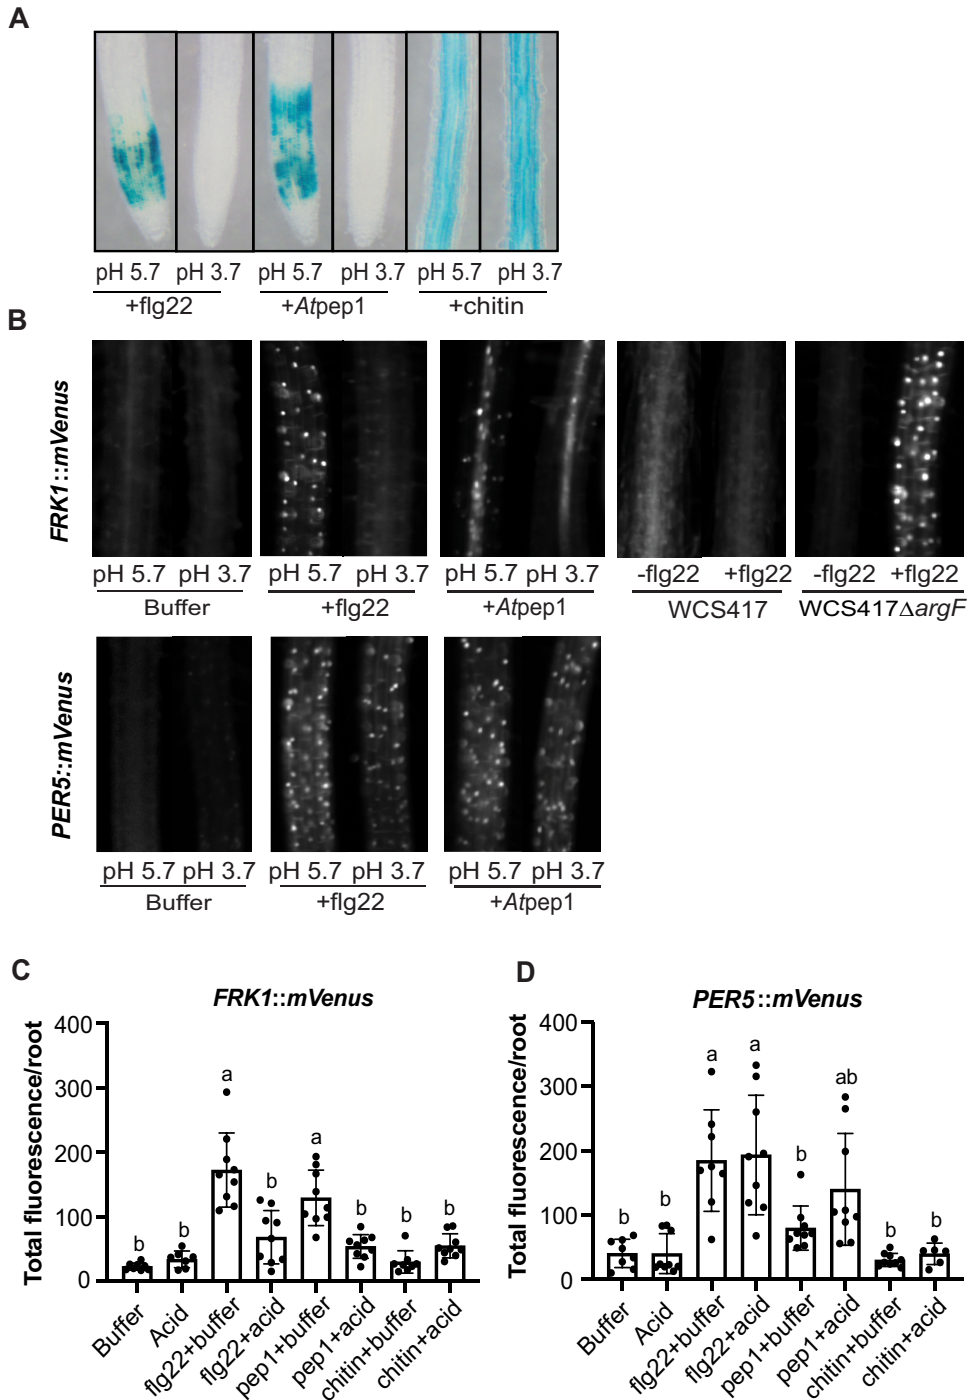 A
pH 5.7 pH 3.7 pH 5.7 pH 3.7 pH 5.7 pH 3.7
+flg22 +Atpep1 +chitin
B
FRK1::mVenus
pH 5.7 pH 3.7 pH 5.7 pH 3.7 pH 5.7 pH 3.7 -flg22 +flg22 -flg22 +flg22
Buffer +flg22 +Atpep1 WCS417 WCS417ΔargF
PER5::mVenus
pH 5.7 pH 3.7 pH 5.7 pH 3.7 pH 5.7 pH 3.7
Buffer +flg22 +Atpep1
C
FRK1::mVenus
Total fluorescence/root
400
300
200
100
0
b b a b a b b b
Buffer Acid flg22+buffer flg22+acid pep1+buffer pep1+acid chitin+buffer chitin+acid
D
PER5::mVenus
Total fluorescence/root
400
300
200
100
0
b b a a b ab b b
Buffer Acid flg22+buffer flg22+acid pep1+buffer pep1+acid chitin+buffer chitin+acid